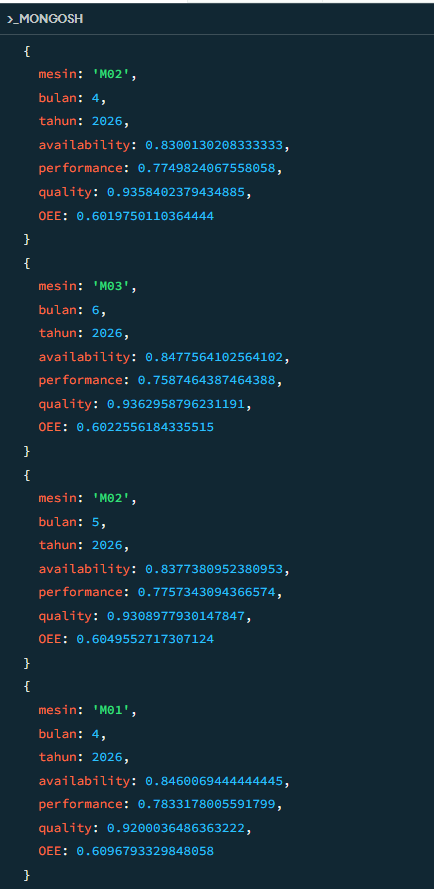 >_MONGOSH
{
mesin: 'M02',
bulan: 4,
tahun: 2026,
availability: 0.8300130208333333,
performance: 0.7749824067558058,
quality: 0.9358402379434885,
OEE: 0.6019750110364444
}
{
mesin: 'M03',
bulan: 6,
tahun: 2026,
availability: 0.8477564102564102,
performance: 0.7587464387464388,
quality: 0.9362958796231191,
OEE: 0.6022556184335515
}
{
mesin: 'M02',
bulan: 5,
tahun: 2026,
availability: 0.8377380952380953,
performance: 0.7757343094366574,
quality: 0.9308977930147847,
OEE: 0.6049552717307124
}
{
mesin: 'M01',
bulan: 4,
tahun: 2026,
availability: 0.8460069444444445,
performance: 0.7833178005591799,
quality: 0.9200036486363222,
OEE: 0.6096793329848058
}